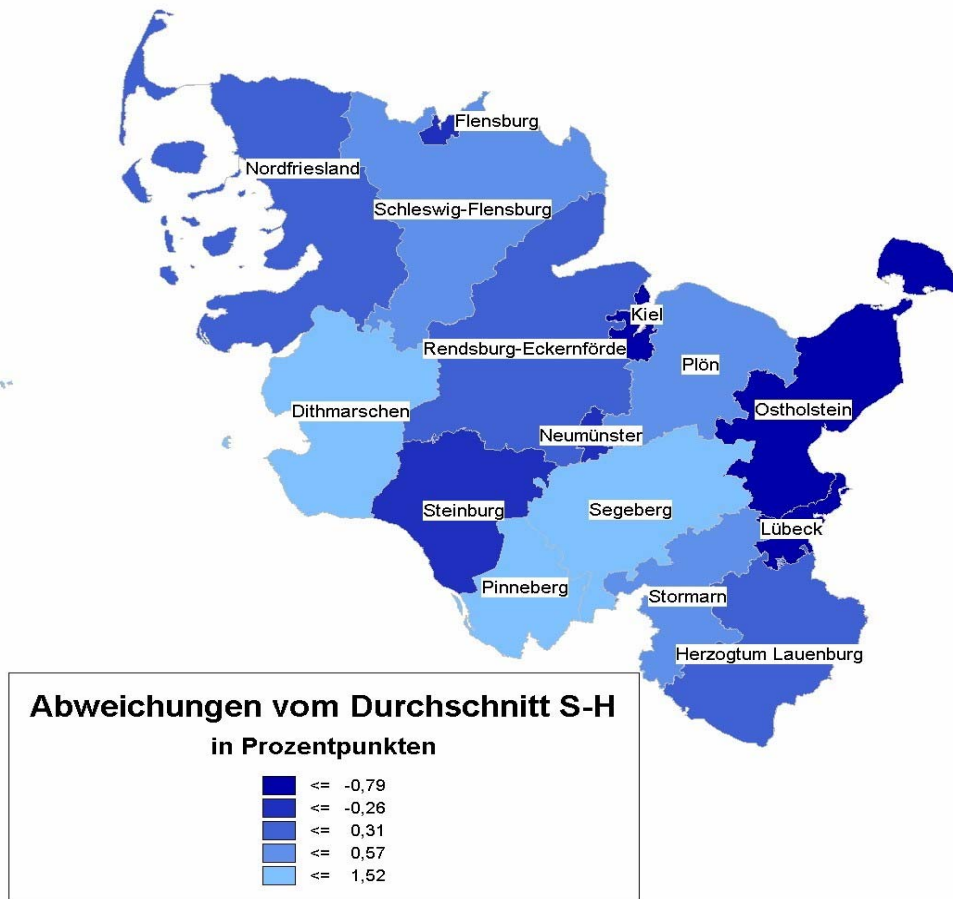 Flensburg
Nordfriesland
Schleswig-Flensburg
Kiel
Rendsburg-Eckernförde
Plön
Dithmarschen
Ostholstein
Neumünster
Steinburg
Segeberg
Lübeck
Pinneberg
Stormarn
Herzogtum Lauenburg
Abweichungen vom Durchschnitt S-H
in Prozentpunkten
<= -0,79
<= -0,26
<= 0,31
<= 0,57
<= 1,52